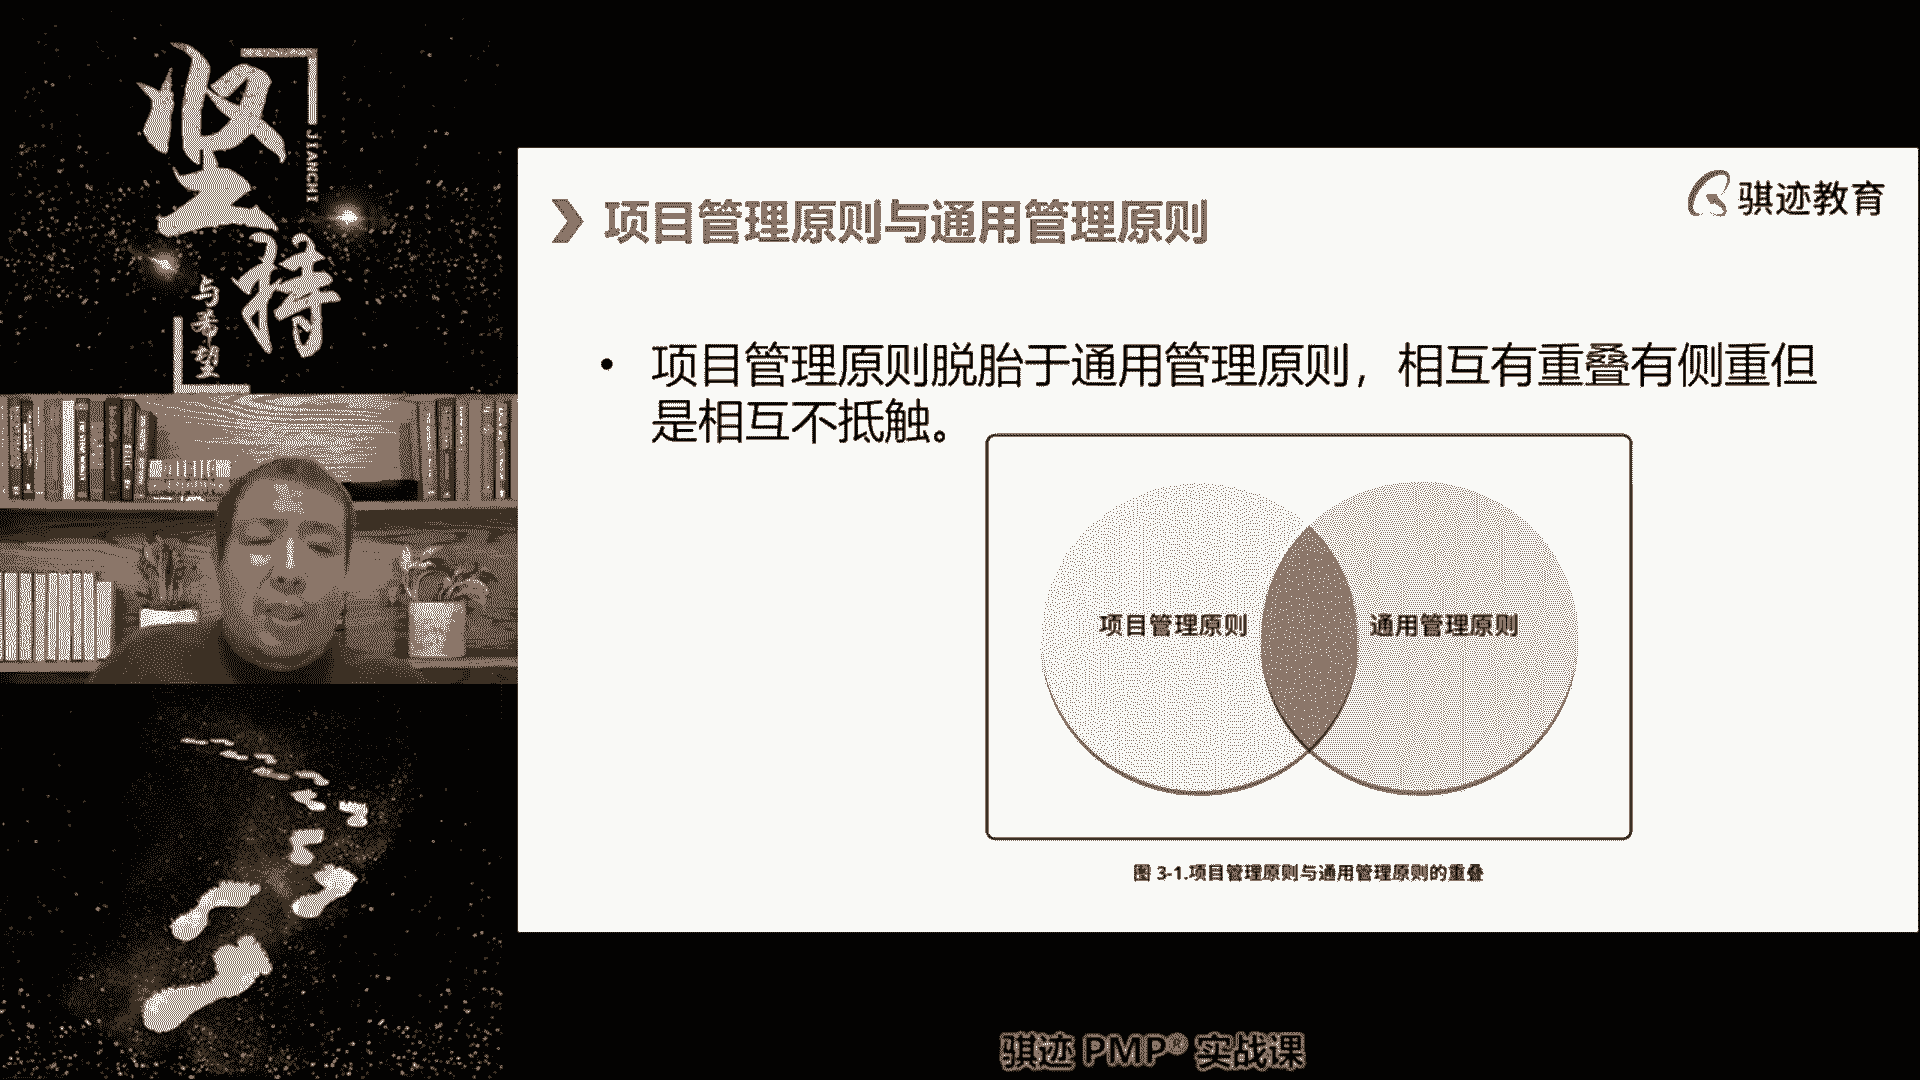 坚持
JIANCHI
与希望
骐迹教育
项目管理原则与通用管理原则
• 项目管理原则脱胎于通用管理原则，相互有重叠有侧重但
是相互不抵触。
项目管理原则
通用管理原则
图 3-1.项目管理原则与通用管理原则的重叠
骐迹 PMP® 实战课